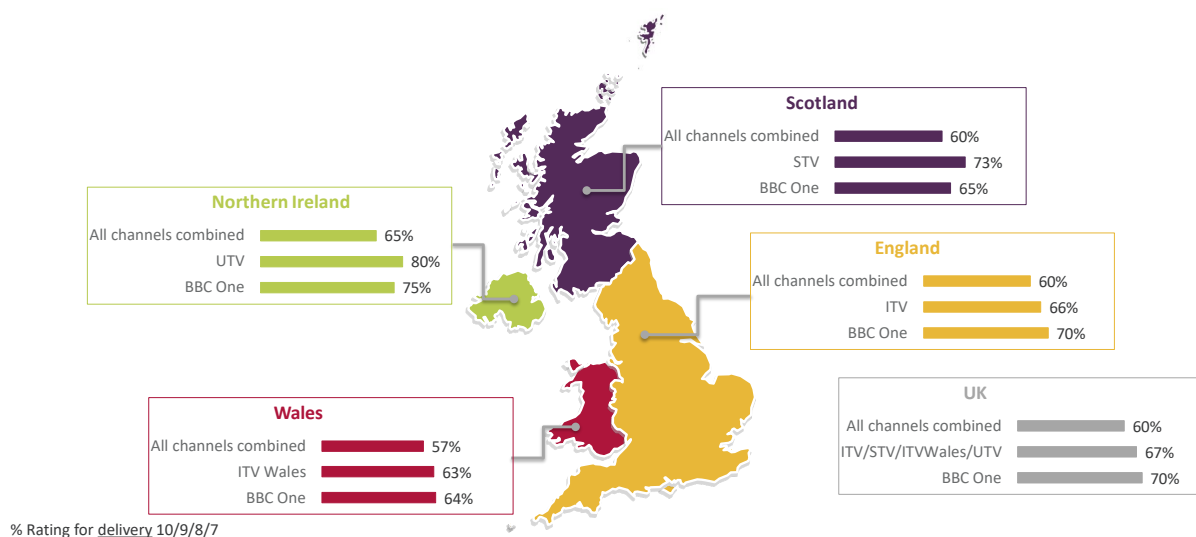 Scotland
All channels combined 60%
STV 73%
BBC One 65%
Northern Ireland
All channels combined 65%
UTV 80%
BBC One 75%
England
All channels combined 60%
ITV 66%
BBC One 70%
Wales
All channels combined 57%
ITV Wales 63%
BBC One 64%
UK
All channels combined 60%
ITV/STV/ITVWales/UTV 67%
BBC One 70%
% Rating for delivery 10/9/8/7